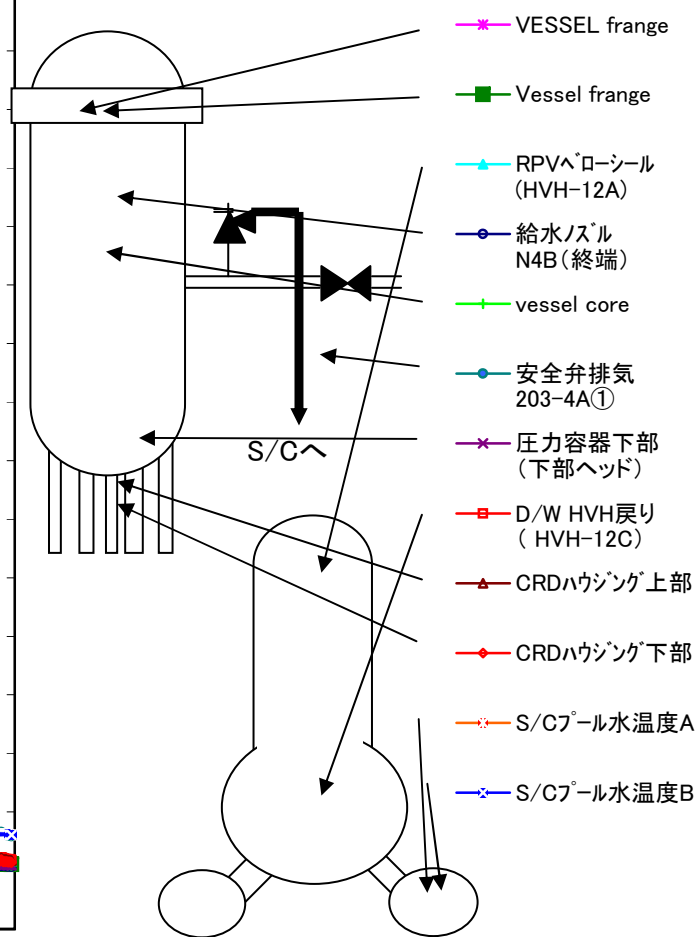 VESSEL frange
Vessel frange
RPVベローシール
(HVH-12A)
給水ノズル
N4B（終端）
vessel core
安全弁排気
203-4A①
圧力容器下部
(下部ヘッド)
D/W HVH戻り
( HVH-12C)
CRDハウジング上部
CRDハウジング下部
S/Cプール水温度A
S/Cプール水温度B
S/Cへ